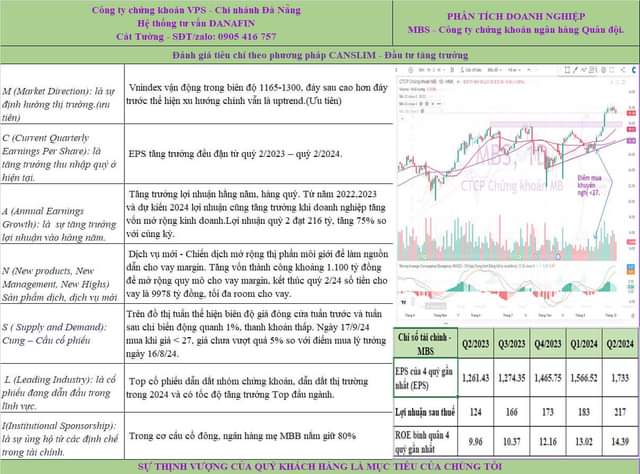 Công ty chứng khoán VPS - Chi nhánh Đà Nẵng
Hệ thống tư vấn DANAFIN
Cát Tường - SĐT/zalo: 0905 416 757
PHÂN TÍCH DOANH NGHIỆP
MBS - Công ty chứng khoán ngân hàng Quân đội.
Đánh giá tiêu chí theo phương pháp CANSLIM - Đầu tư tăng trưởng
M (Market Direction): là sự
định hướng thị trường.(ưu
tiên)
Vnindex vận động trong biên độ 1165-1300, đáy sau cao hơn đáy
trước thể hiện xu hướng chính vẫn là uptrend.(Ưu tiên)
C (Current Quarterly
Earnings Per Share): là
tăng trưởng thu nhập quý ở
hiện tại.
EPS tăng trưởng đều đặn từ quý 2/2023 – quý 2/2024.
A (Annual Earnings
Growth): là sự tăng trưởng
lợi nhuận vào hàng năm.
Tăng trưởng lợi nhuận hàng năm, hàng quý. Từ năm 2022,2023
và dự kiến 2024 lợi nhuận cũng tăng trưởng khi doanh nghiệp tăng
vốn mở rộng kinh doanh.Lợi nhuận quý 2 đạt 216 tỷ, tăng 75% so
với cùng kỳ.
N (New products, New
Management, New Highs)
Sản phẩm dịch, dịch vụ mới
Dịch vụ mới - Chiến dịch mở rộng thị phần môi giới để làm nguồn
dẫn cho vay margin. Tăng vốn thành công khoảng 1.100 tỷ đồng
để mở rộng quy mô cho vay margin, kết thúc quý 2/24 số tiền cho
vay là 9978 tỷ đồng, tối đa room cho vay.
S ( Supply and Demand):
Cung – Cầu cổ phiếu
Trên đồ thị tuần thể hiện biên độ giá đóng cửa tuần trước và tuần
sau chỉ biến động quanh 1%, thanh khoản thấp. Ngày 17/9/24
mua khi giá < 27, giá chưa vượt quá 5% so với điểm mua lý tưởng
ngày 16/8/24.
L (Leading Industry): là cổ
phiếu đang dẫn đầu trong
lĩnh vực.
Top cổ phiếu dẫn dắt nhóm chứng khoán, dẫn dắt thị trường
trong 2024 và có tốc độ tăng trưởng Top đầu ngành.
I(Institutional Sponsorship):
là sự ủng hộ từ các định chế
trong tài chính.
Trong cơ cấu cổ đông, ngân hàng mẹ MBB nắm giữ 80%
MBS, 1D
CTCP Chứng khoán MB
Điểm mua
khuyến
nghị <27.
Chỉ số tài chính -
MBS
Q2/2023 Q3/2023 Q4/2023 Q1/2024 Q2/2024
EPS của 4 quý gần
nhất (EPS)
1,261.43 1,274.35 1,465.75 1,566.52 1,733
Lợi nhuận sau thuế 124 166 173 183 217
ROE bình quân 4
quý gần nhất
9.96 10.37 12.16 13.02 14.39
SỰ THỊNH VƯỢNG CỦA QUÝ KHÁCH HÀNG LÀ MỤC TIÊU CỦA CHÚNG TÔI